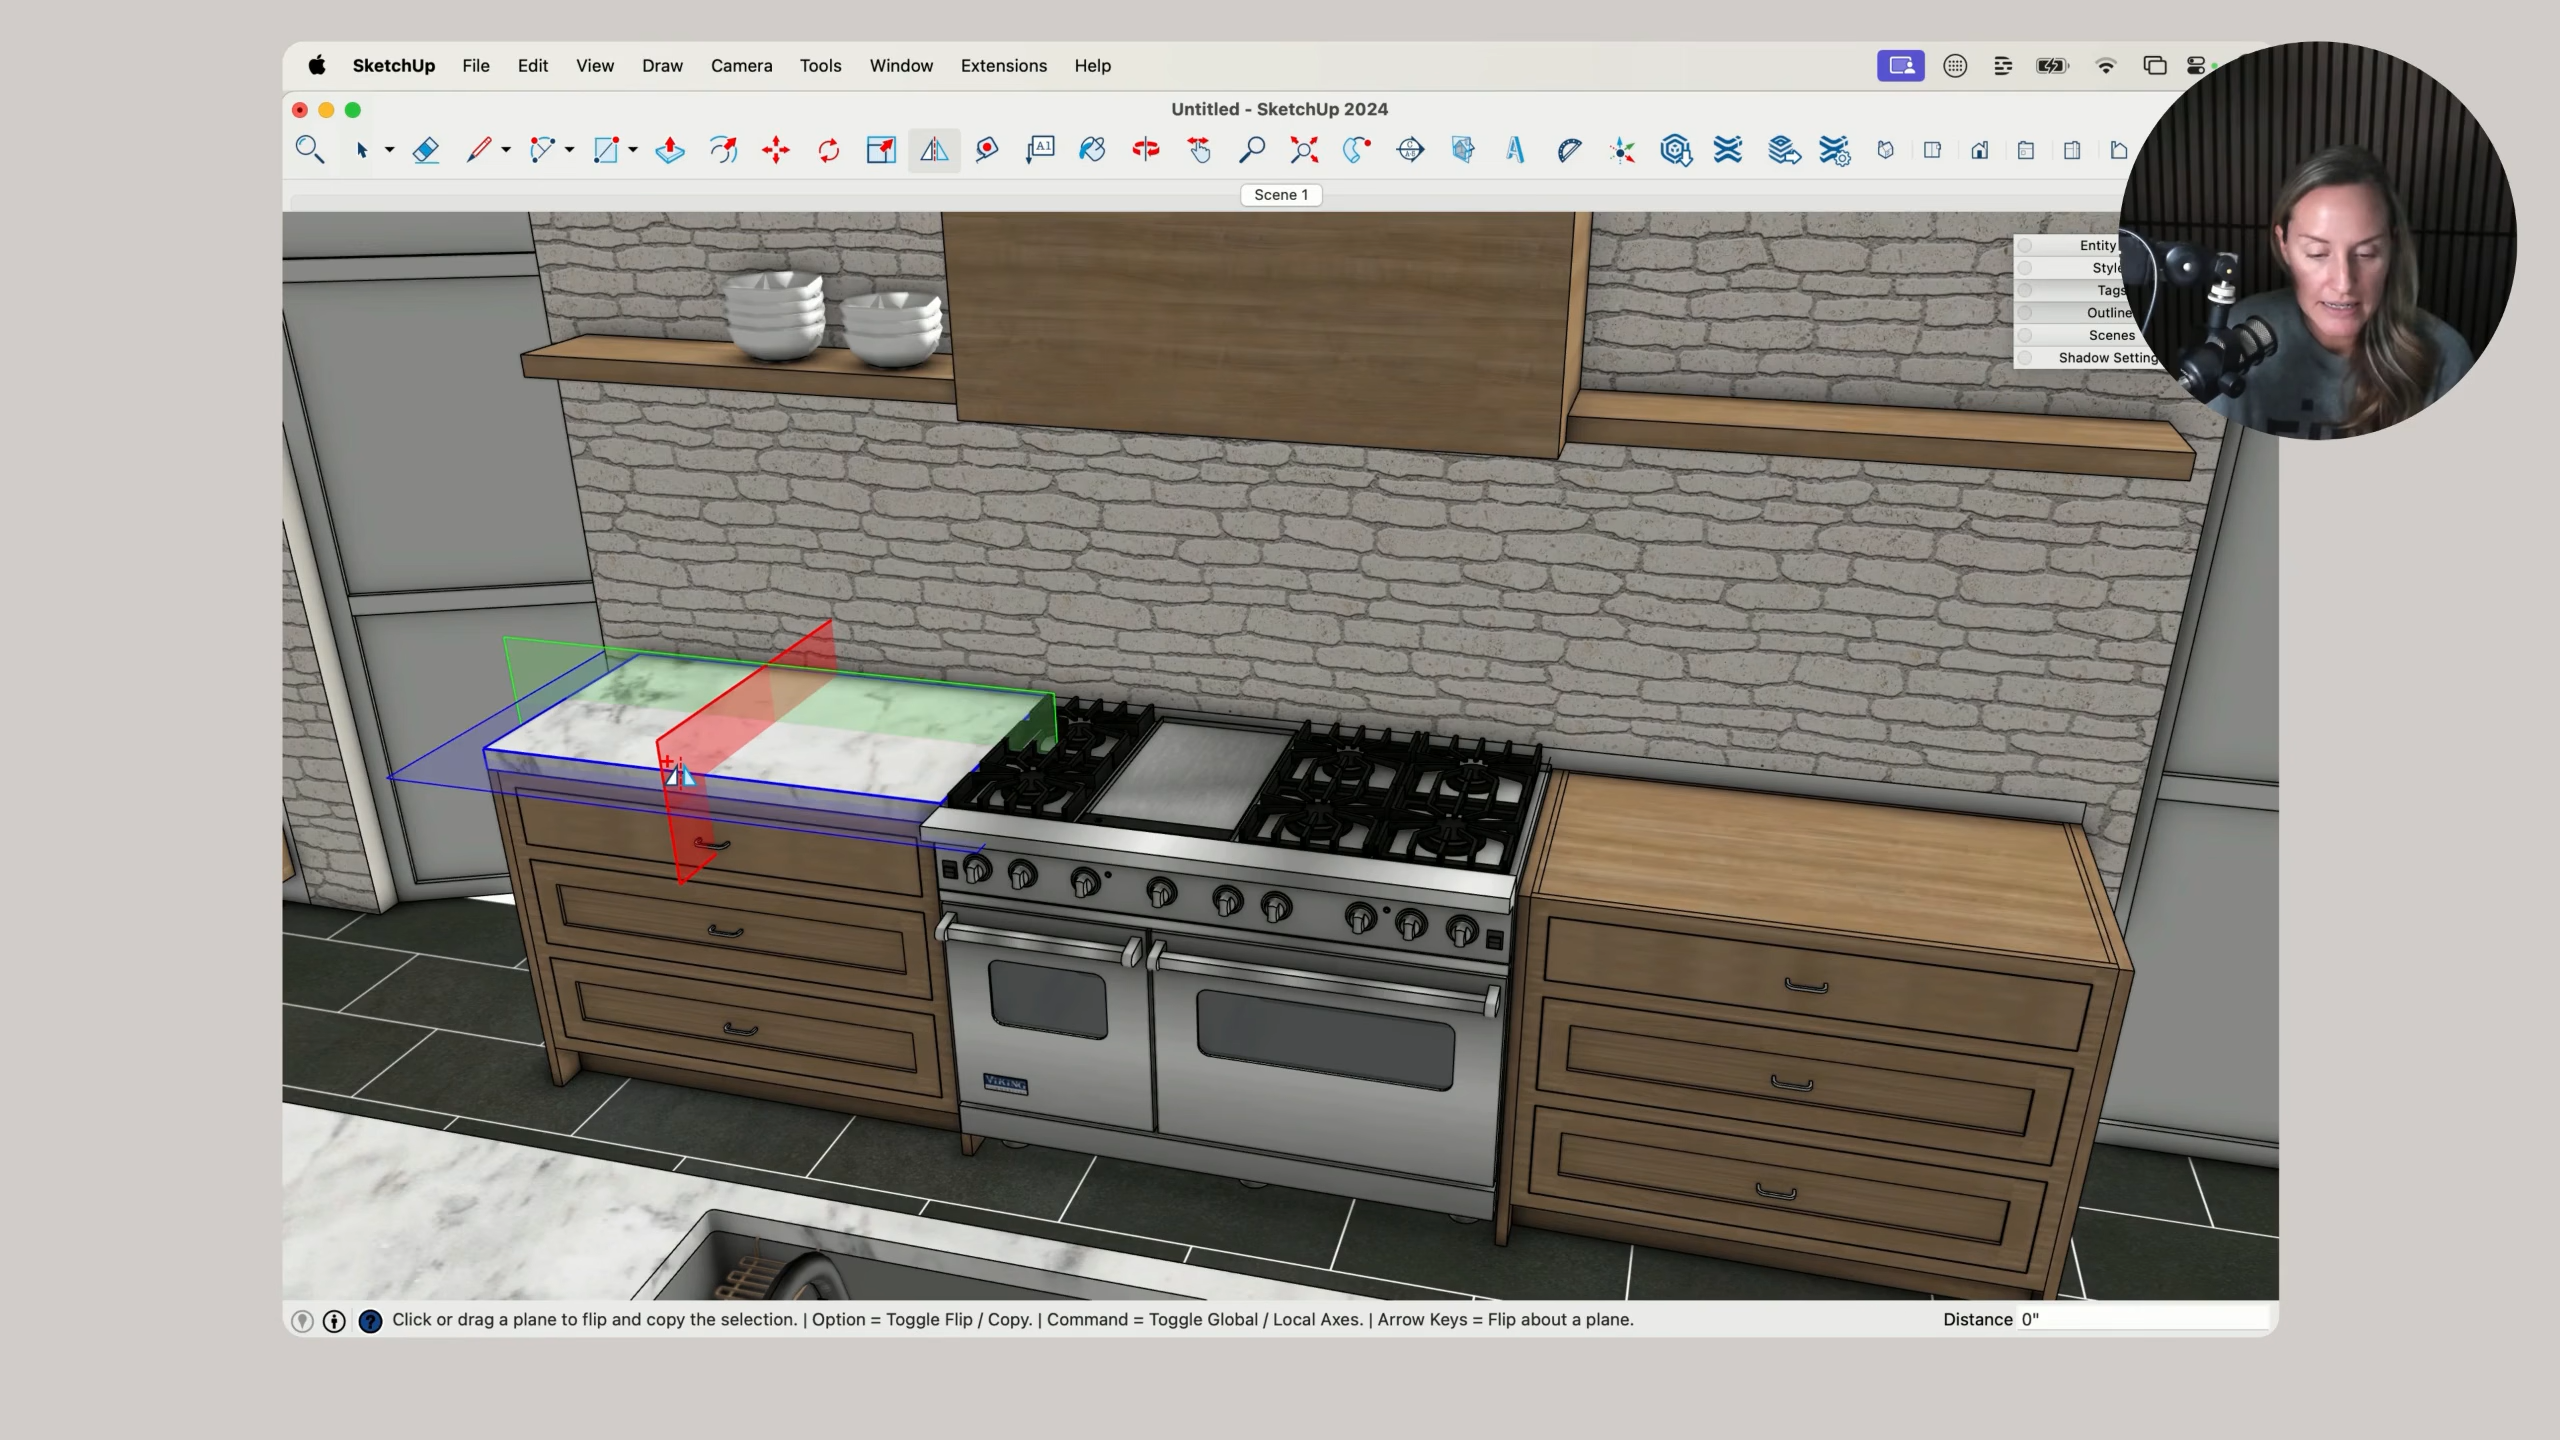 SketchUp File Edit View Draw Camera Tools Window Extensions Help
Untitled - SketchUp 2024
A1
Scene 1
Entity
Style
Tags
Outline
Scenes
Shadow Setting
VIKING
Click or drag a plane to flip and copy the selection. | Option = Toggle Flip / Copy. | Command = Toggle Global / Local Axes. | Arrow Keys = Flip about a plane.
Distance 0"